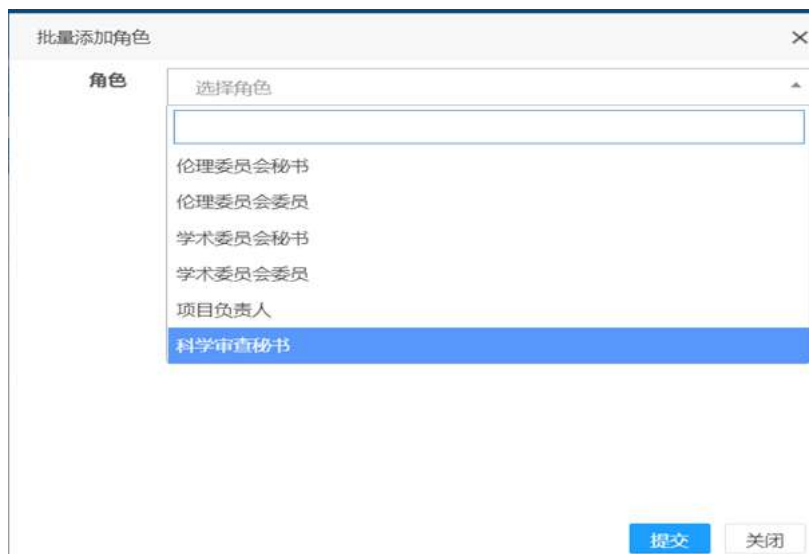 批量添加角色
角色
选择角色
伦理委员会秘书
伦理委员会委员
学术委员会秘书
学术委员会委员
项目负责人
科学审查秘书
提交 关闭